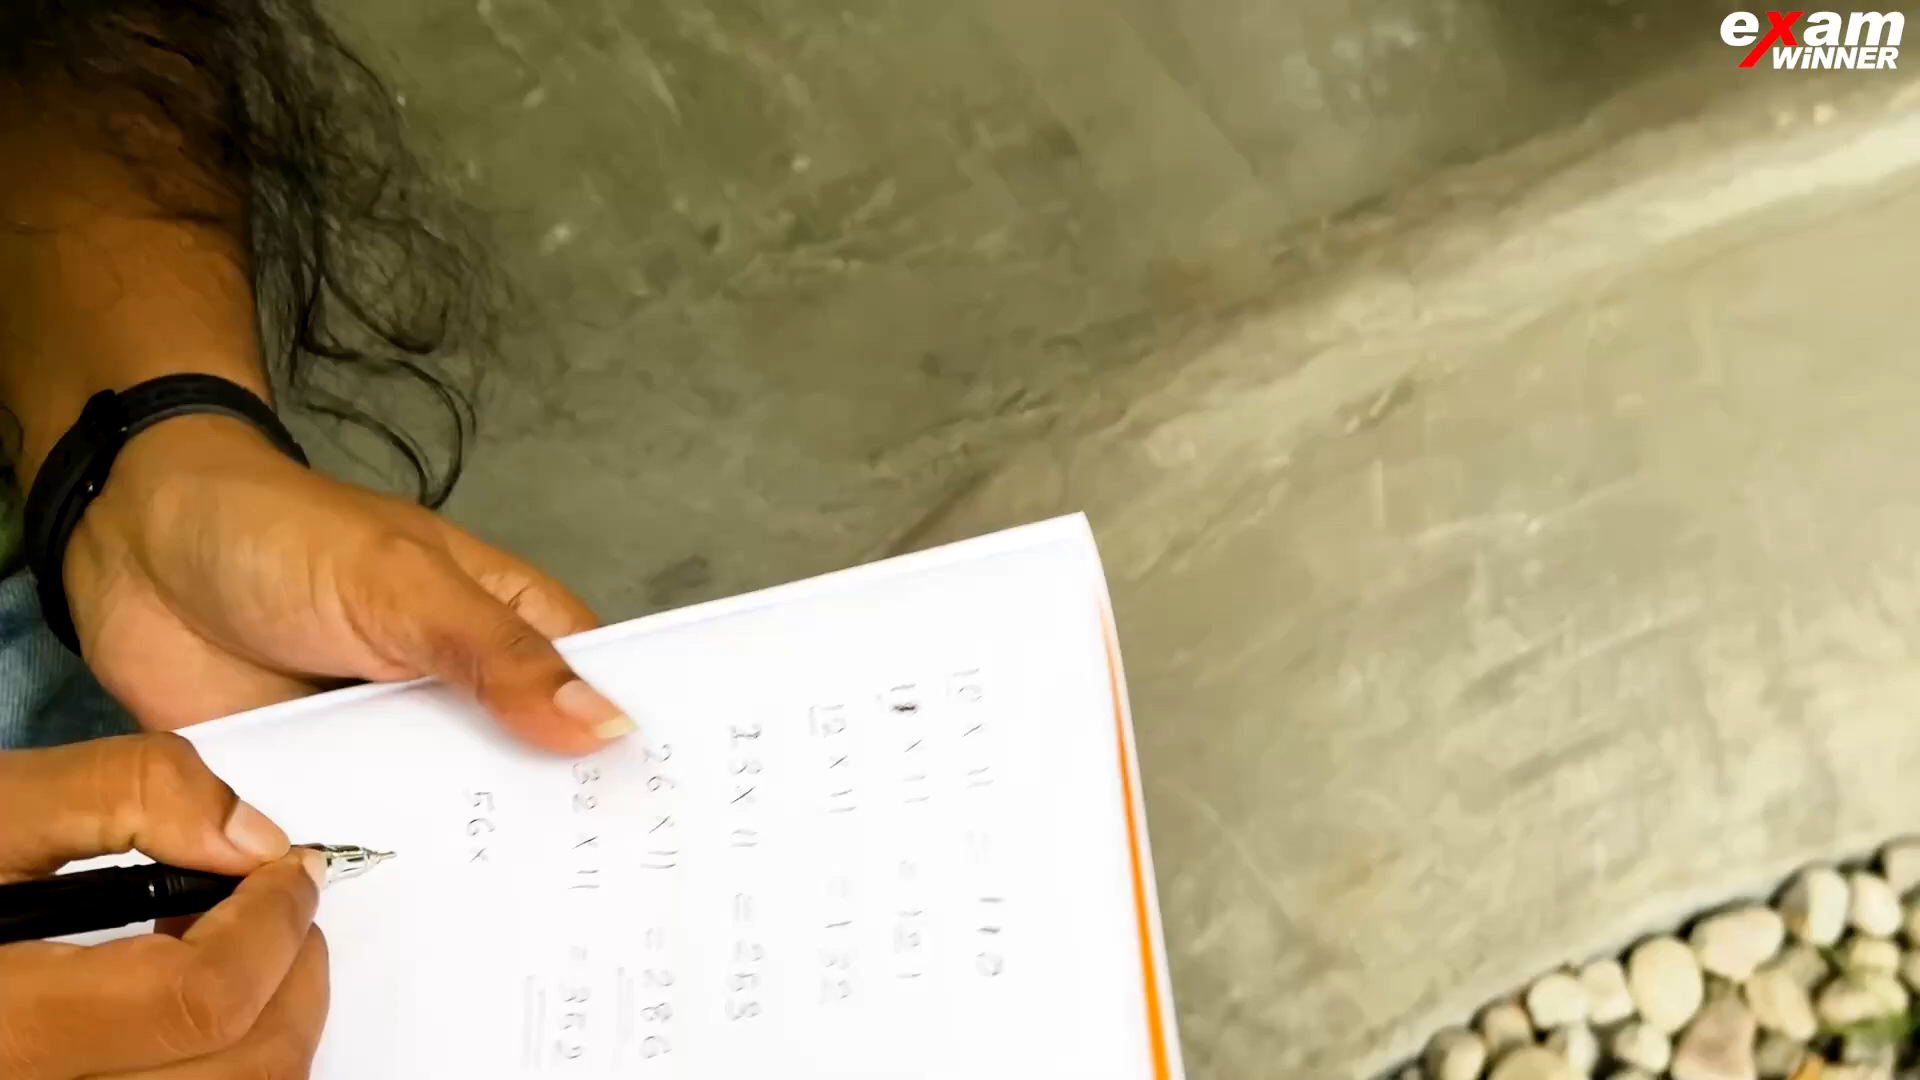 exam
WiNNER
10 x 11 = 110
x 11 = 121
12 x 11 = 132
23 x 11 = 253
26 x 11 = 286
32 x 11 = 352
56 x